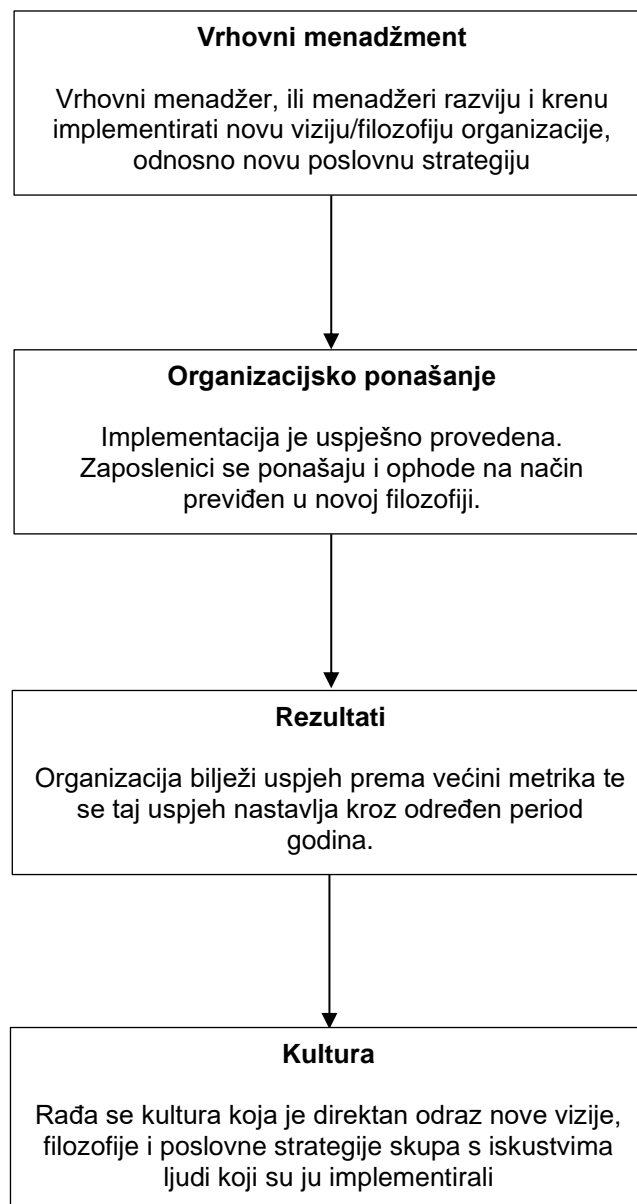 Vrhovni menadžment
Vrhovni menadžer, ili menadžeri razviju i krenu
implementirati novu viziju/filozofiju organizacije,
odnosno novu poslovnu strategiju
Organizacijsko ponašanje
Implementacija je uspješno provedena.
Zaposlenici se ponašaju i ophode na način
previđen u novoj filozofiji.
Rezultati
Organizacija bilježi uspjeh prema većini metrika te
se taj uspjeh nastavlja kroz određen period
godina.
Kultura
Rađa se kultura koja je direktan odraz nove vizije,
filozofije i poslovne strategije skupa s iskustvima
ljudi koji su ju implementirali